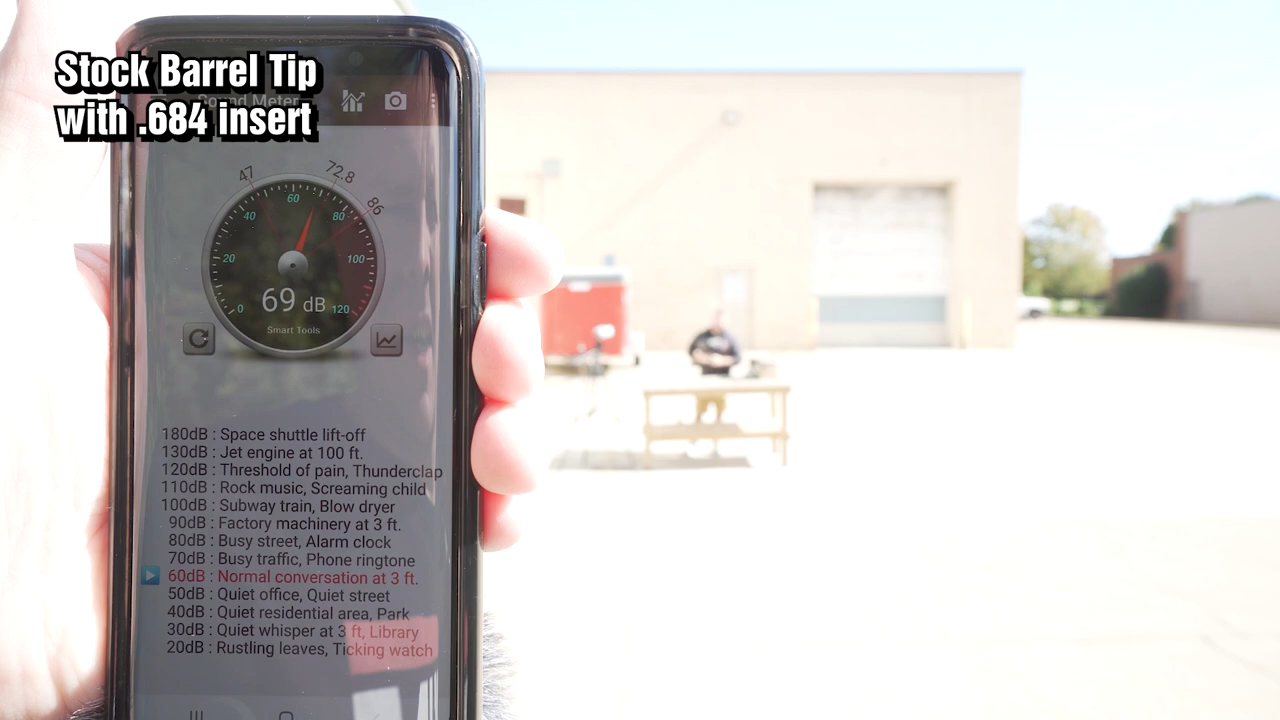 Stock Barrel Tip
with .684 insert
Sound Meter
47
72.8
86
0
20
40
60
80
100
120
69 dB
Smart Tools
180dB : Space shuttle lift-off
130dB : Jet engine at 100 ft.
120dB : Threshold of pain, Thunderclap
110dB : Rock music, Screaming child
100dB : Subway train, Blow dryer
90dB : Factory machinery at 3 ft.
80dB : Busy street, Alarm clock
70dB : Busy traffic, Phone ringtone
60dB : Normal conversation at 3 ft.
50dB : Quiet office, Quiet street
40dB : Quiet residential area, Park
30dB : Quiet whisper at 3 ft, Library
20dB : Rustling leaves, Ticking watch